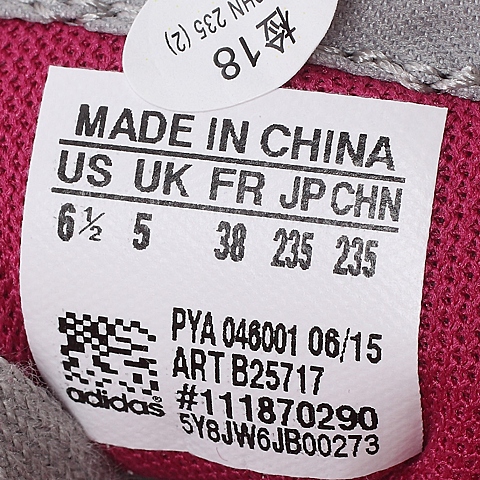 检18
CHN 235 (2)
MADE IN CHINA
US UK FR JP CHN
6½ 5 38 235 235
PYA 046001 06/15
ART B25717
#111870290
5Y8JW6JB00273
adidas